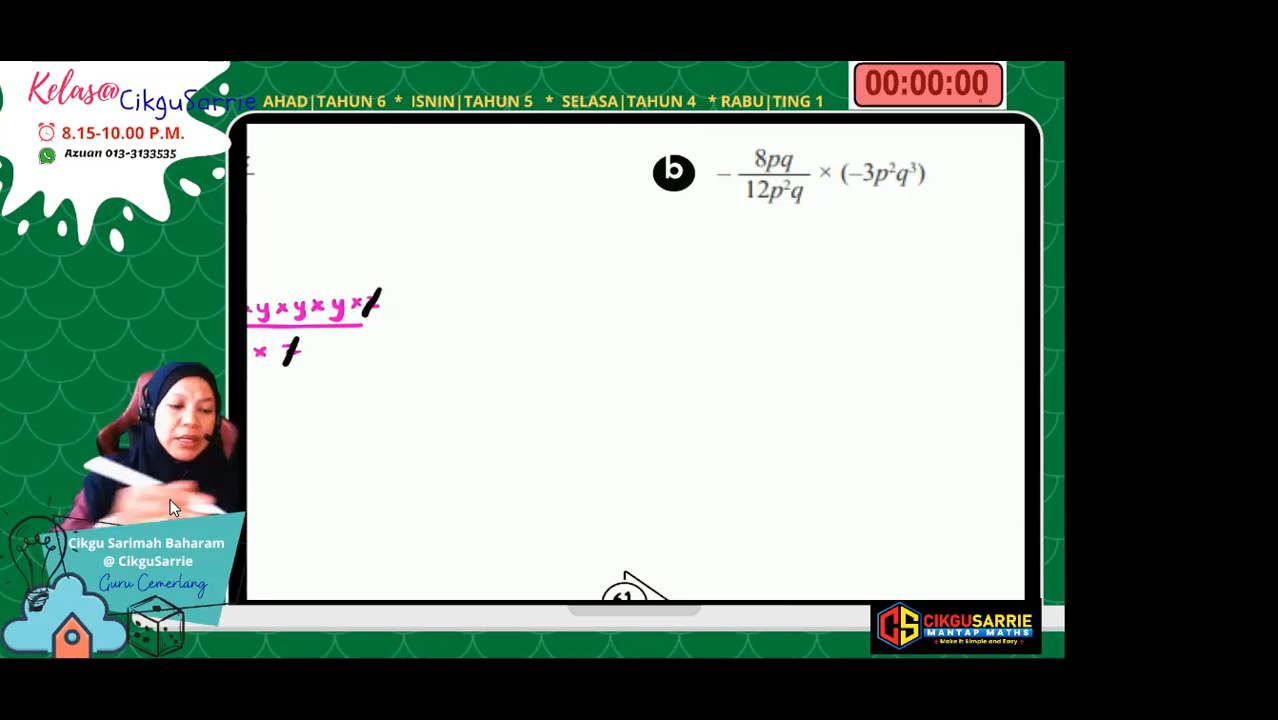 Kelas@CikguSarrie
8.15-10.00 P.M.
Azuan 013-3133535
AHAD|TAHUN 6 * ISNIN|TAHUN 5 * SELASA|TAHUN 4 * RABU|TING 1
00:00:00
b − 8pq / 12p²q × (−3p²q³)
y × y × y ×
×
Cikgu Sarimah Baharam
@ CikguSarrie
Guru Cemerlang
61
CS CIKGUSARRIE
MANTAP MATHS
Make It Simple and Easy